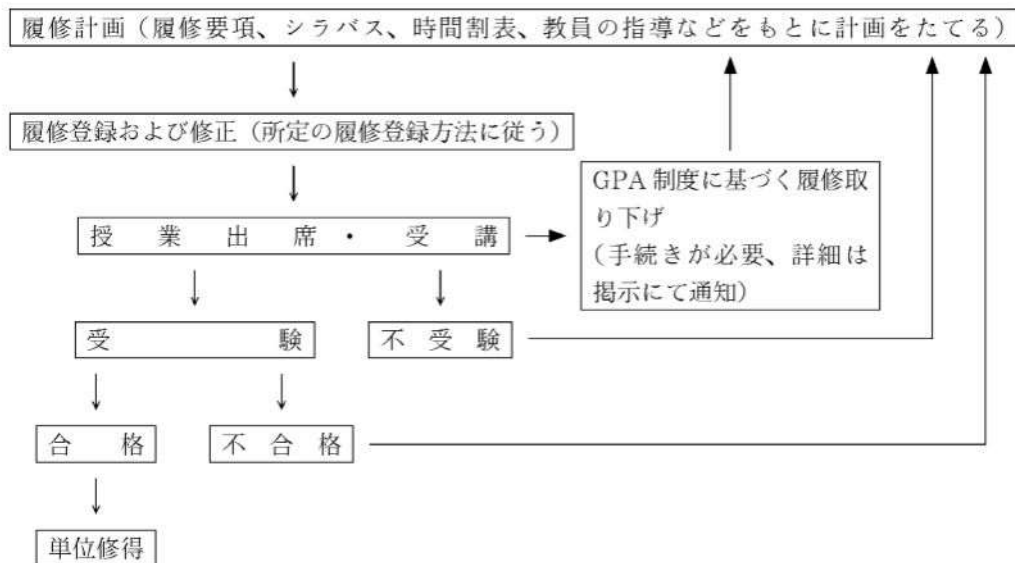 履修計画（履修要項、シラバス、時間割表、教員の指導などをもとに計画をたてる）
履修登録および修正（所定の履修登録方法に従う）
GPA 制度に基づく履修取
り下げ
（手続きが必要、詳細は
掲示にて通知）
授業出席・受講
受験
不受験
合格
不合格
単位修得